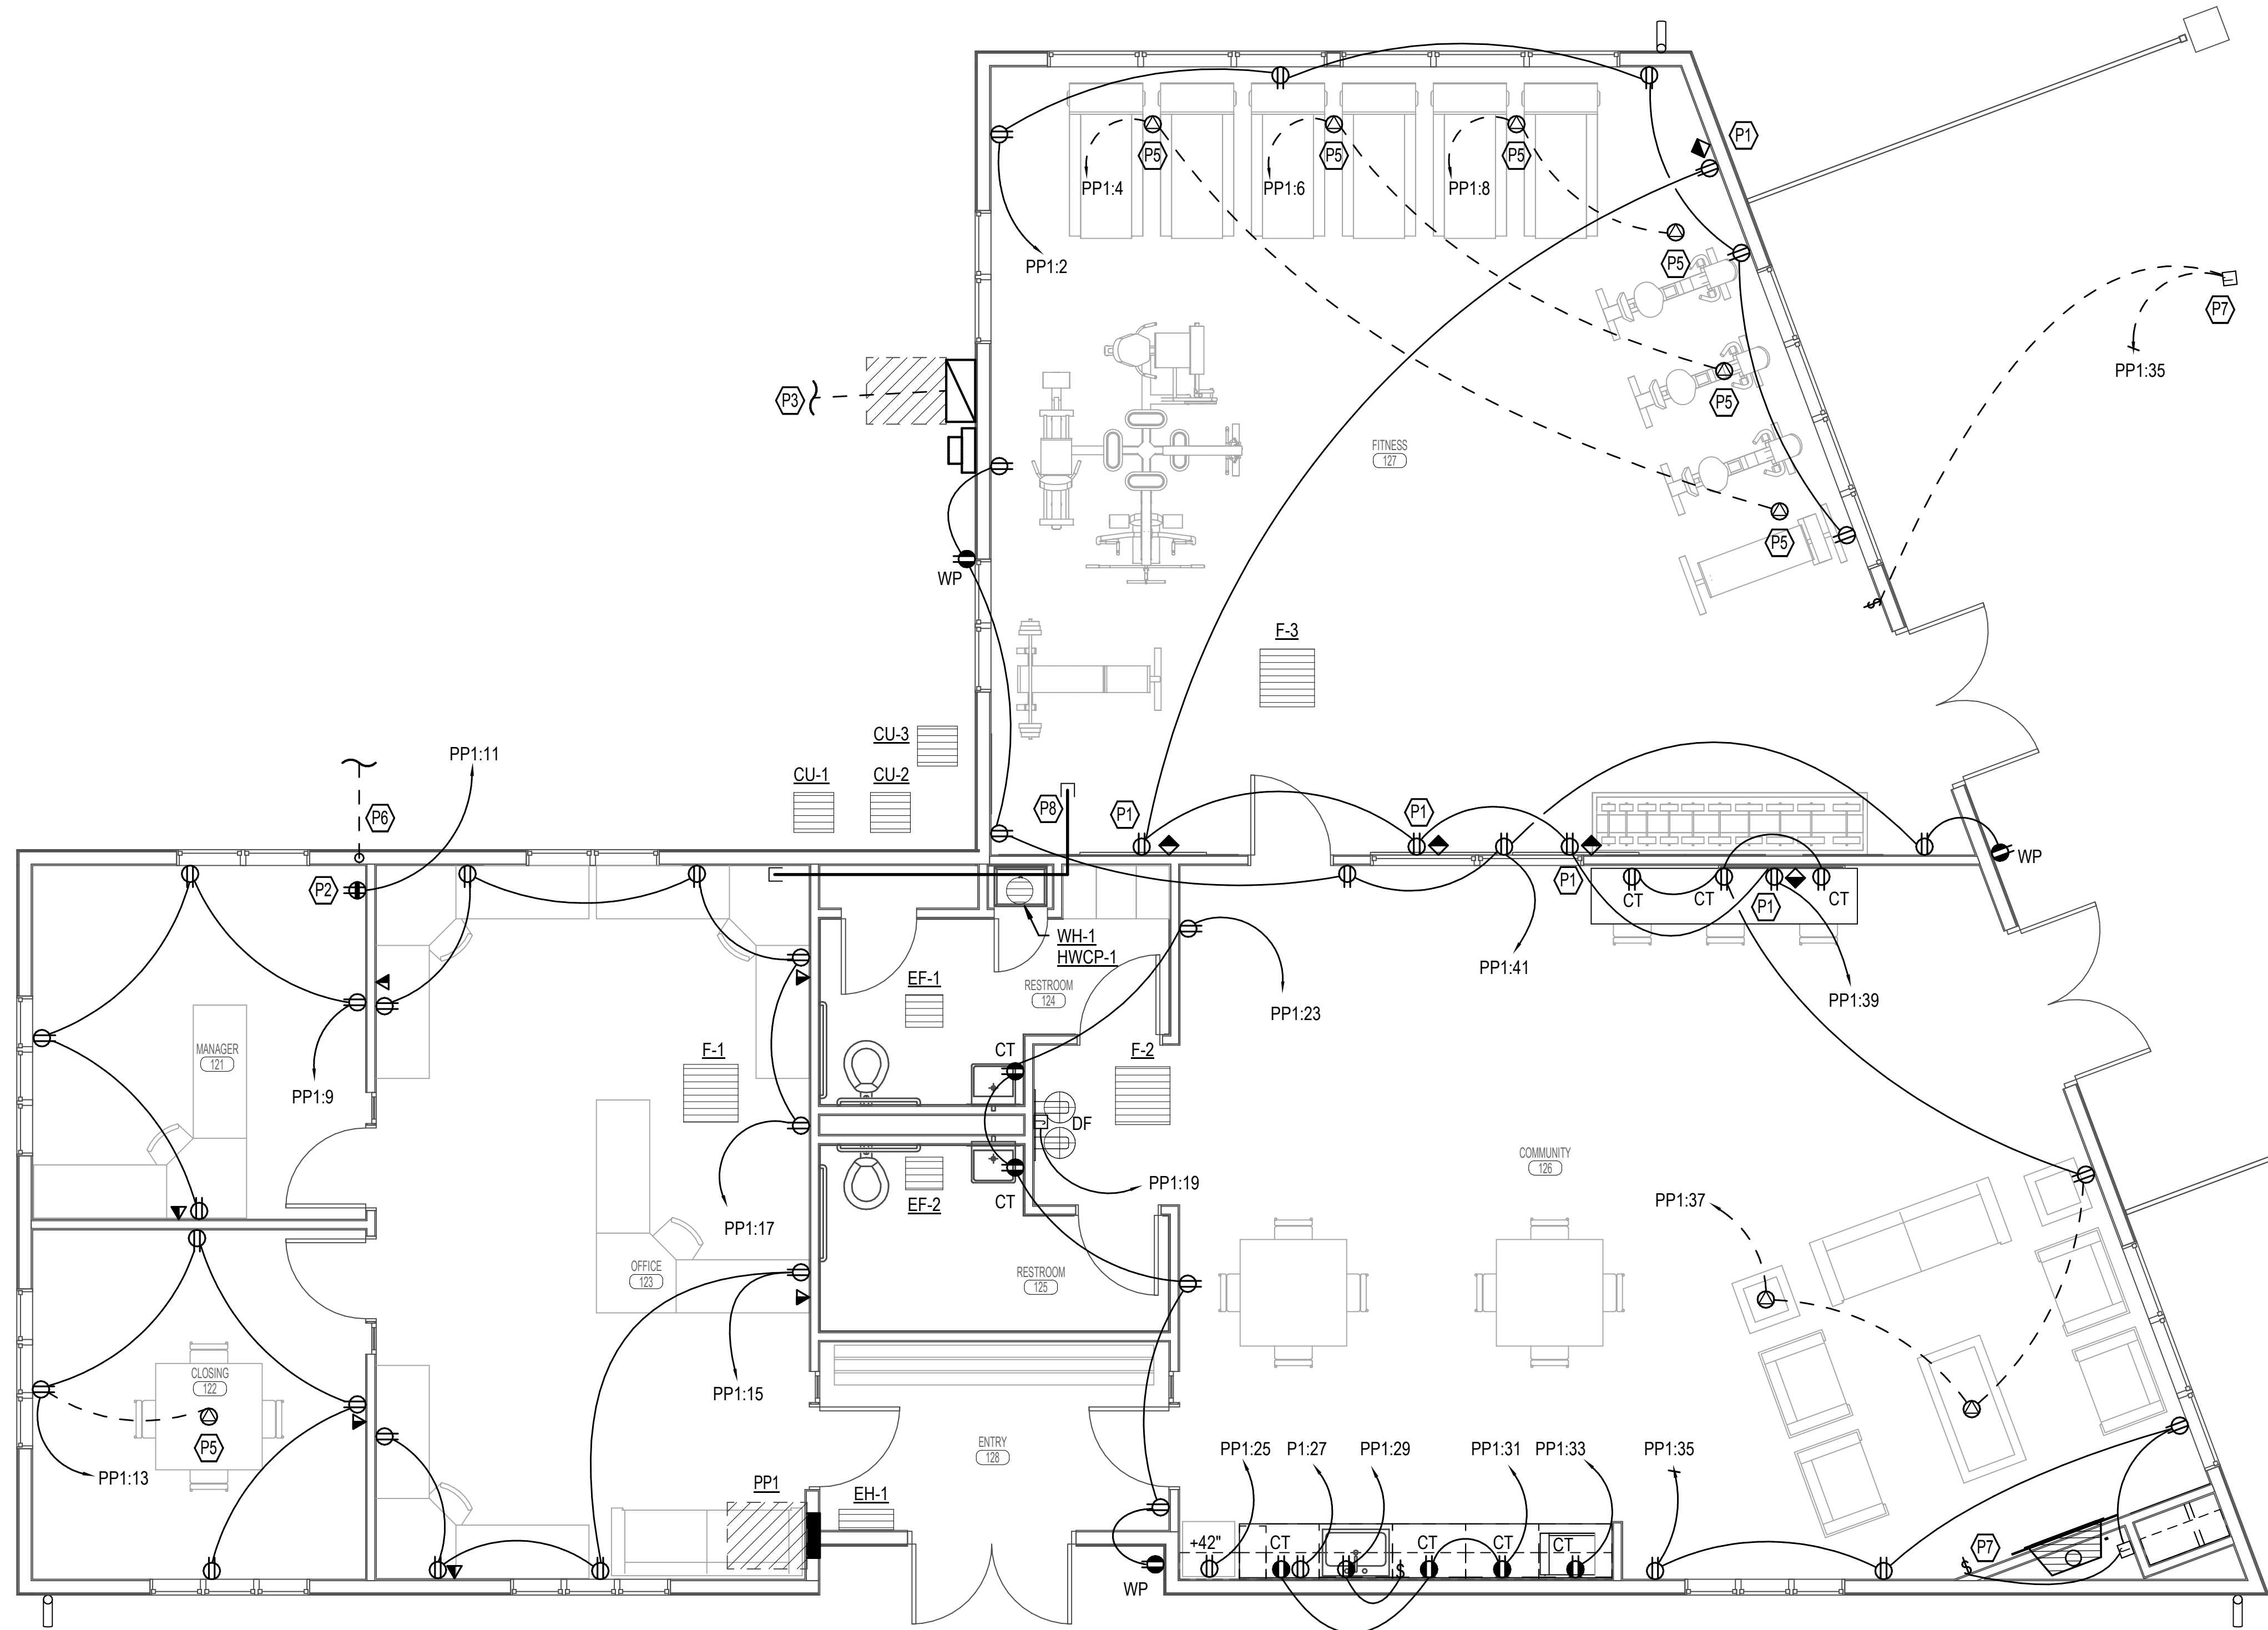 P1
P5
P5
P5
PP1:4
PP1:6
PP1:8
PP1:2
P5
P7
PP1:35
P3
P5
FITNESS
127
P5
WP
F-3
CU-3
PP1:11
CU-1
CU-2
P6
P8
P1
P1
WP
P2
P1
CT
CT
P1
CT
WH-1
HWCP-1
PP1:41
EF-1
RESTROOM
124
PP1:23
PP1:39
MANAGER
121
F-1
CT
F-2
PP1:9
DF
COMMUNITY
126
PP1:19
EF-2
CT
PP1:37
PP1:17
OFFICE
123
RESTROOM
125
CLOSING
122
PP1:15
P5
ENTRY
128
PP1:25
P1:27
PP1:29
PP1:31
PP1:33
PP1:35
PP1:13
PP1
EH-1
+42"
CT
CT
CT
CT
P7
$
$
$
WP